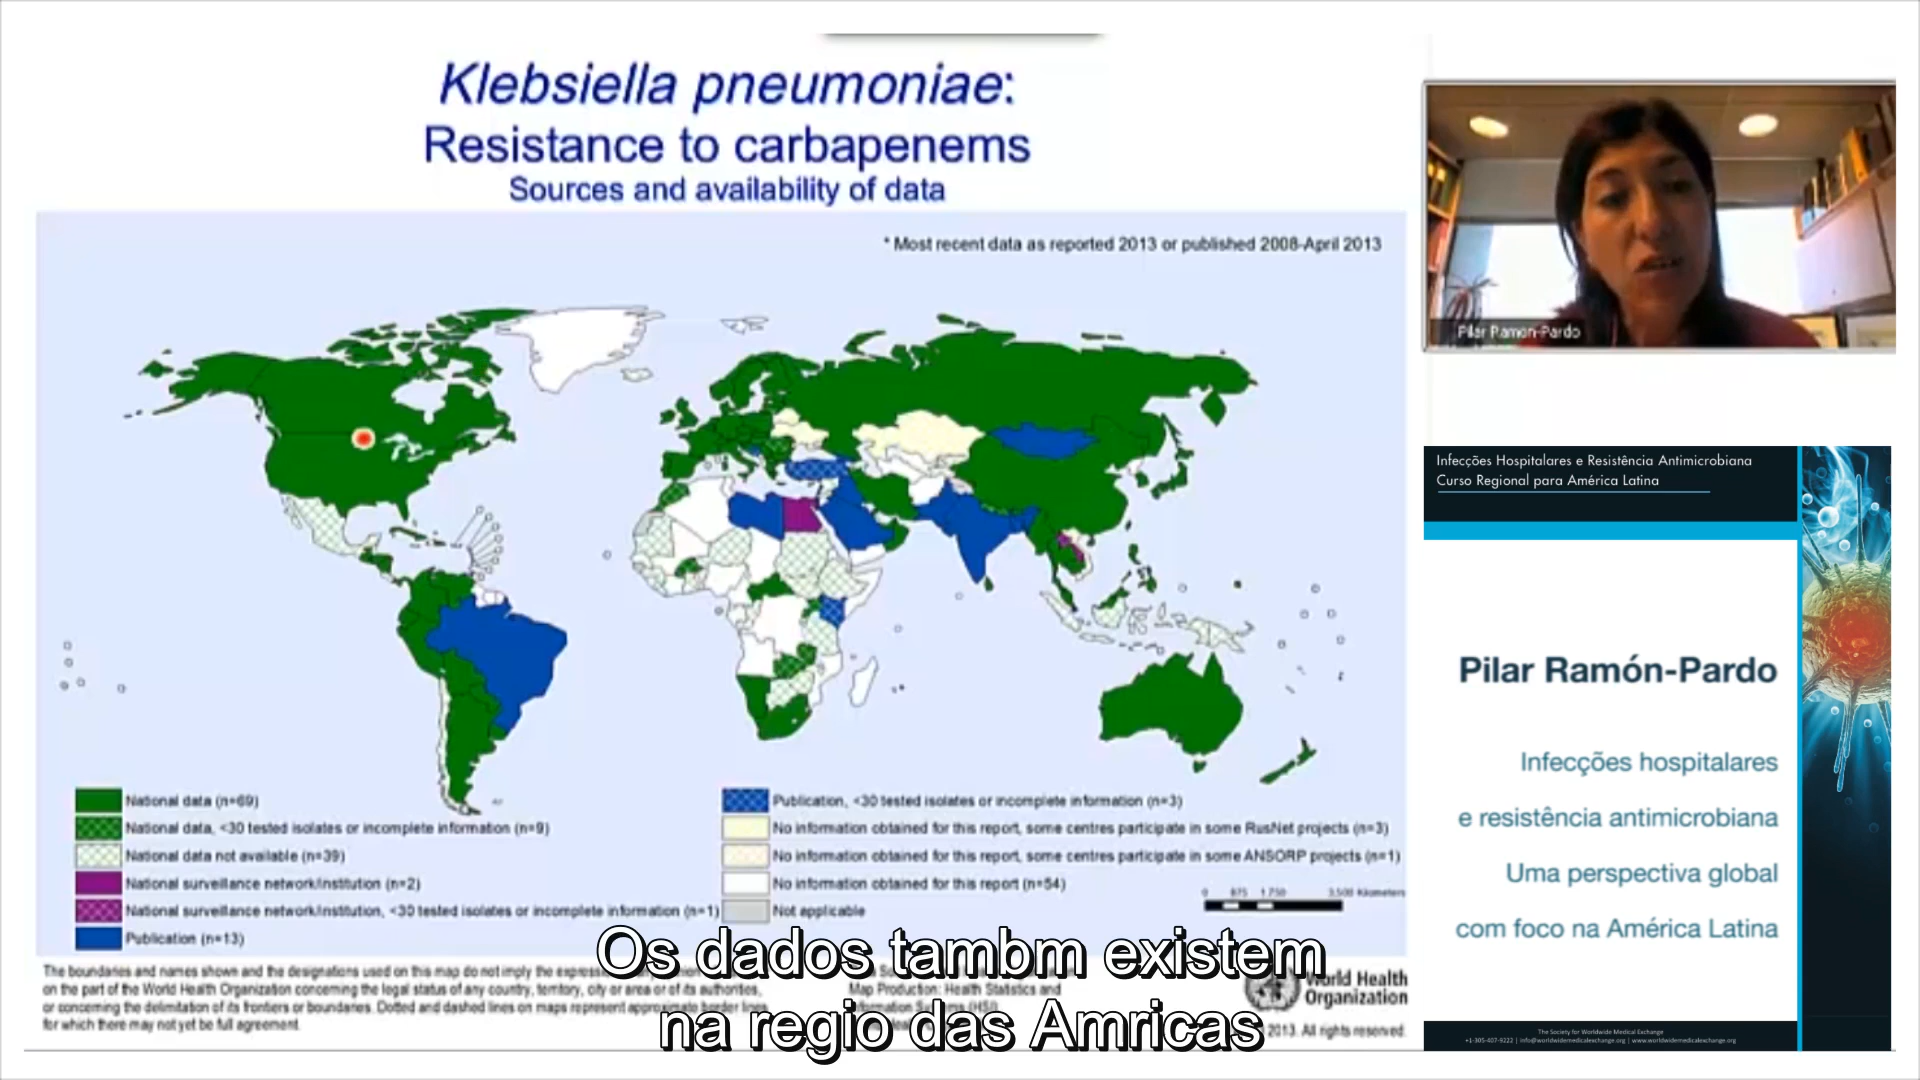 Klebsiella pneumoniae:
Resistance to carbapenems
Sources and availability of data
* Most recent data as reported 2013 or published 2008-April 2013
National data (n=69)
National data, <30 tested isolates or incomplete information (n=9)
National data not available (n=39)
National surveillance network/institution (n=2)
National surveillance network/institution, <30 tested isolates or incomplete information (n=1)
Publication (n=13)
Publication, <30 tested isolates or incomplete information (n=3)
No information obtained for this report, some centres participate in some RusNet projects (n=3)
No information obtained for this report, some centres participate in some ANSORP projects (n=1)
No information obtained for this report (n=54)
Not applicable
0 875 1 750 3,500 Kilometers
The boundaries and names shown and the designations used on this map do not imply the
on the part of the World Health Organization concerning the legal status of any country, territory, city or area or of its authorities,
or concerning the delimitation of its frontiers or boundaries. Dotted and dashed lines on maps represent approximate border lines
for which there may not yet be full agreement.
Map Production: Health Statistics and
World Health
Organization
2013. All rights reserved.
Os dados tambm existem
na regio das Amricas
Pilar Ramon-Pardo
Infecções Hospitalares e Resistência Antimicrobiana
Curso Regional para América Latina
Pilar Ramón-Pardo
Infecções hospitalares
e resistência antimicrobiana
Uma perspectiva global
com foco na América Latina
The Society for Worldwide Medical Exchange
+1-305-407-9222 | info@worldwidemedicalexchange.org | www.worldwidemedicalexchange.org